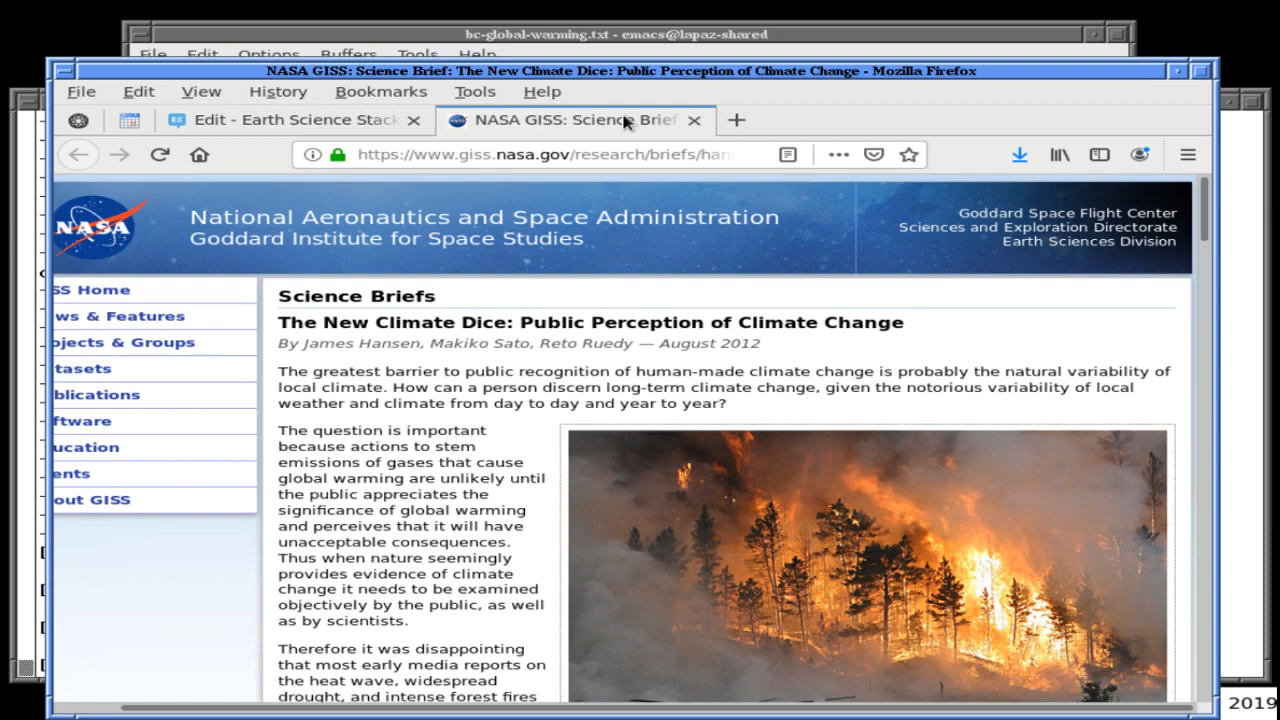 bc-global-warming.txt - emacs@lapaz-shared
File Edit Options Buffers Tools Help
NASA GISS: Science Brief: The New Climate Dice: Public Perception of Climate Change - Mozilla Firefox
File Edit View History Bookmarks Tools Help
Edit - Earth Science Stack
NASA GISS: Science Brief
https://www.giss.nasa.gov/research/briefs/han
NASA
National Aeronautics and Space Administration
Goddard Institute for Space Studies
Goddard Space Flight Center
Sciences and Exploration Directorate
Earth Sciences Division
SS Home
ws & Features
ojects & Groups
tasets
blications
ftware
ucation
ents
out GISS
Science Briefs
The New Climate Dice: Public Perception of Climate Change
By James Hansen, Makiko Sato, Reto Ruedy — August 2012
The greatest barrier to public recognition of human-made climate change is probably the natural variability of
local climate. How can a person discern long-term climate change, given the notorious variability of local
weather and climate from day to day and year to year?
The question is important
because actions to stem
emissions of gases that cause
global warming are unlikely until
the public appreciates the
significance of global warming
and perceives that it will have
unacceptable consequences.
Thus when nature seemingly
provides evidence of climate
change it needs to be examined
objectively by the public, as well
as by scientists.
Therefore it was disappointing
that most early media reports on
the heat wave, widespread
drought, and intense forest fires
2019